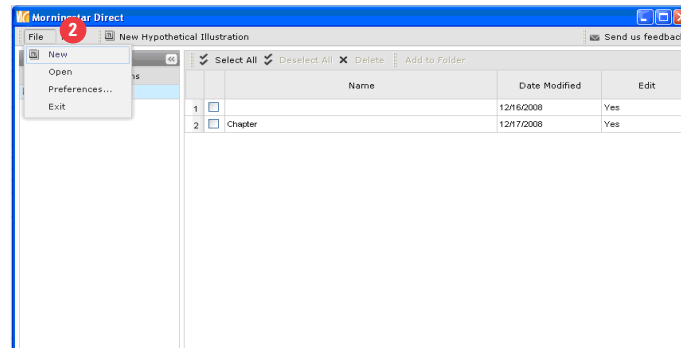 Morningstar Direct
File New Hypothetical Illustration Send us feedback
2
New
Open
Preferences...
Exit
Select All Deselect All Delete Add to Folder
Name Date Modified Edit
1 12/16/2008 Yes
2 Chapter 12/17/2008 Yes